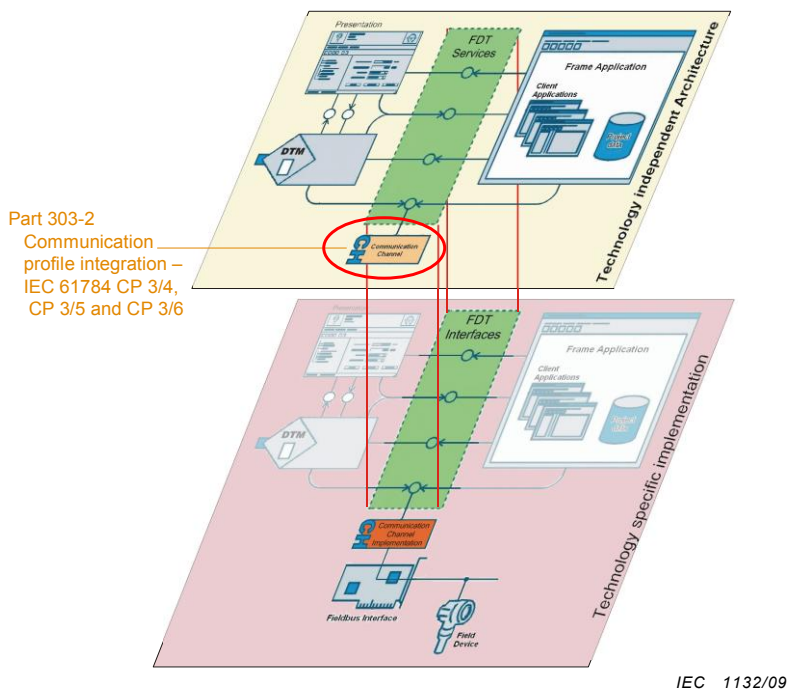 Presentation
FDT
Services
Frame Application
Client
Applications
Project
data
DTM
Technology independent Architecture
Part 303-2
Communication
profile integration –
IEC 61784 CP 3/4,
CP 3/5 and CP 3/6
CH
Communication
Channel
FDT
Interfaces
Frame Application
Client
Applications
Project
data
DTM
Technology specific implementation
CH
Communication
Channel
Implementation
Fieldbus Interface
Field
Device
IEC 1132/09